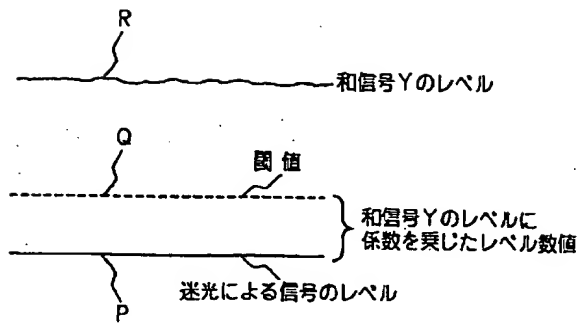 R
和信号Yのレベル
Q
閾値
和信号Yのレベルに
係数を乗じたレベル数値
迷光による信号のレベル
P